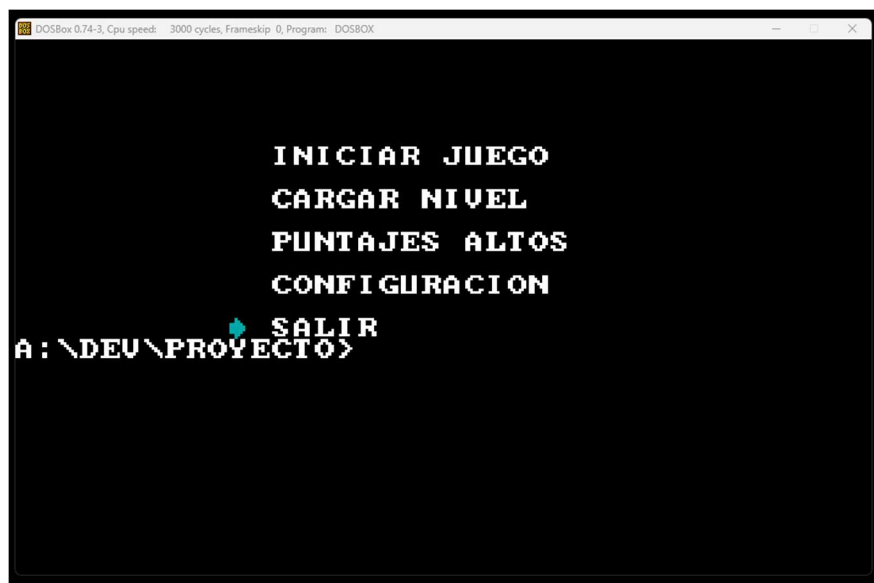 DOSBox 0.74-3, Cpu speed: 3000 cycles, Frameskip 0, Program: DOSBOX
INICIAR JUEGO
CARGAR NIVEL
PUNTAJES ALTOS
CONFIGURACION
SALIR
A:\DEV\PROYECTO>